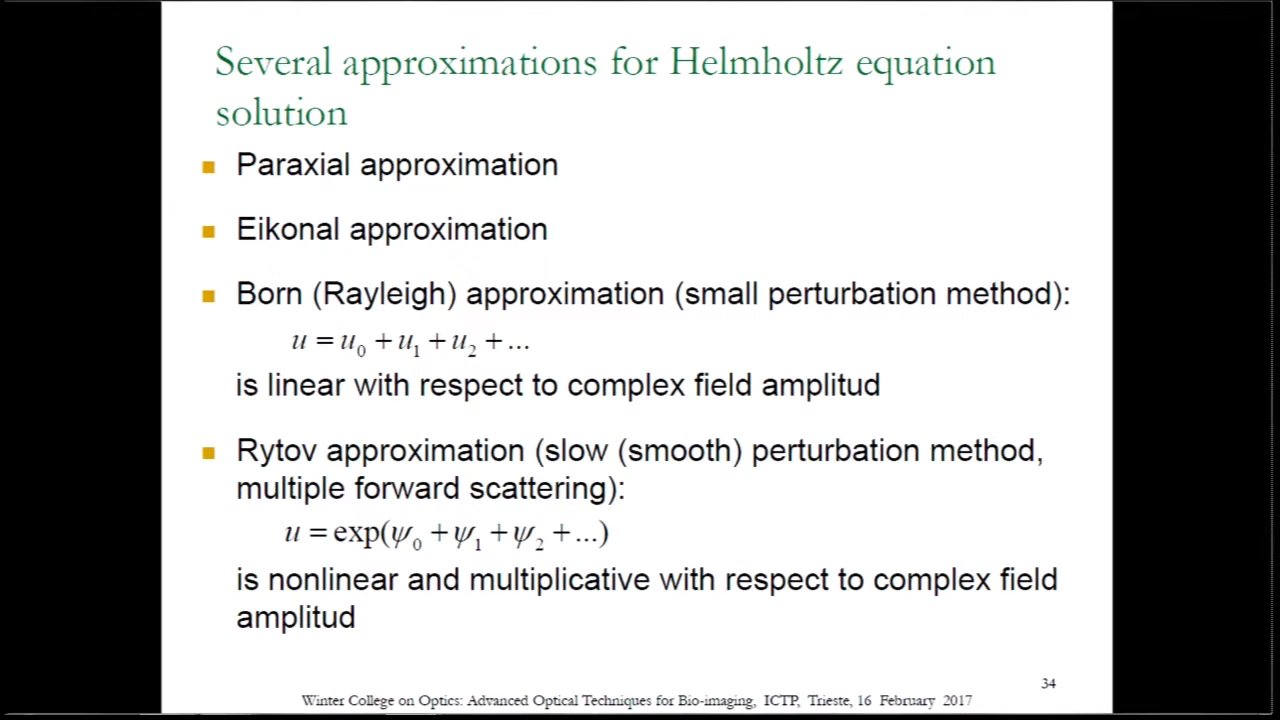 Several approximations for Helmholtz equation
solution
■ Paraxial approximation
■ Eikonal approximation
■ Born (Rayleigh) approximation (small perturbation method):
u = u₀ + u₁ + u₂ + ...
is linear with respect to complex field amplitud
■ Rytov approximation (slow (smooth) perturbation method,
multiple forward scattering):
u = exp(ψ₀ + ψ₁ + ψ₂ + ...)
is nonlinear and multiplicative with respect to complex field
amplitud
34
Winter College on Optics: Advanced Optical Techniques for Bio-imaging, ICTP, Trieste, 16 February 2017